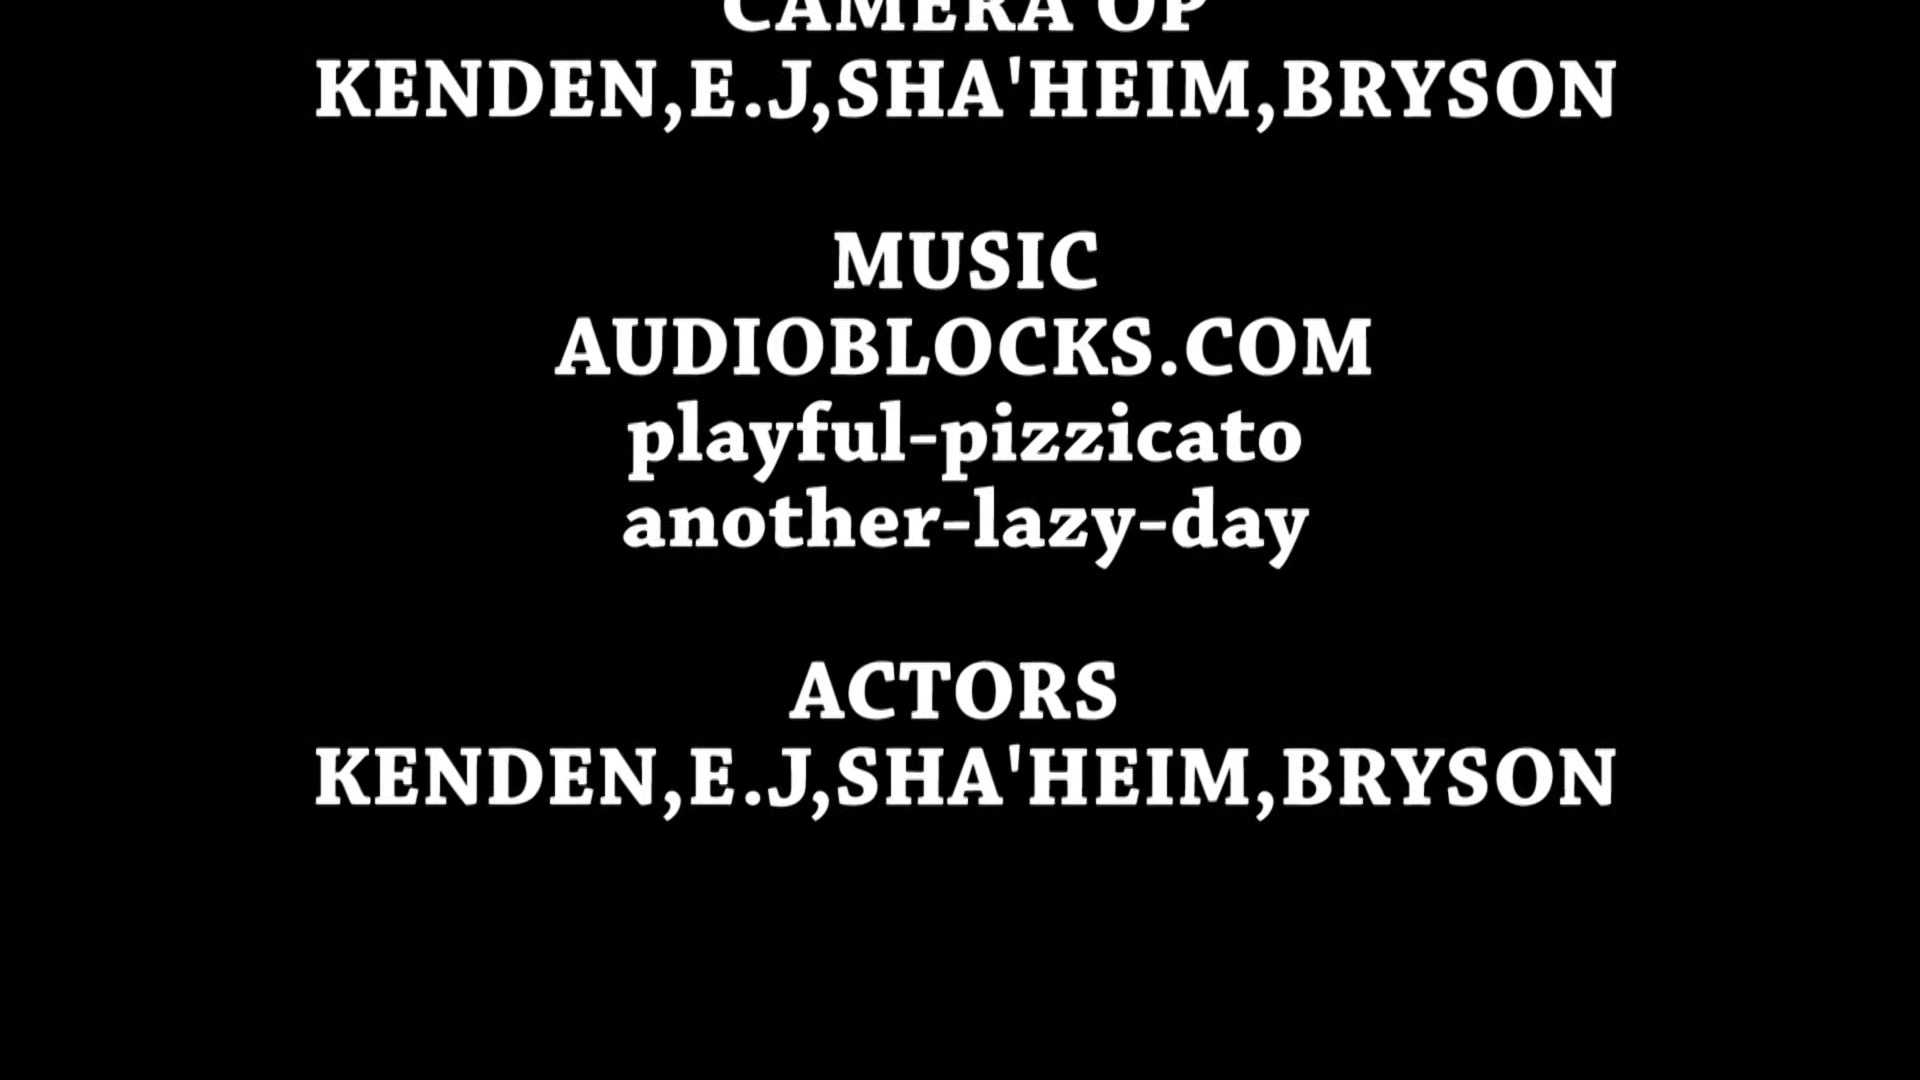 CAMERA OP
KENDEN,E.J,SHA'HEIM,BRYSON
MUSIC
AUDIOBLOCKS.COM
playful-pizzicato
another-lazy-day
ACTORS
KENDEN,E.J,SHA'HEIM,BRYSON